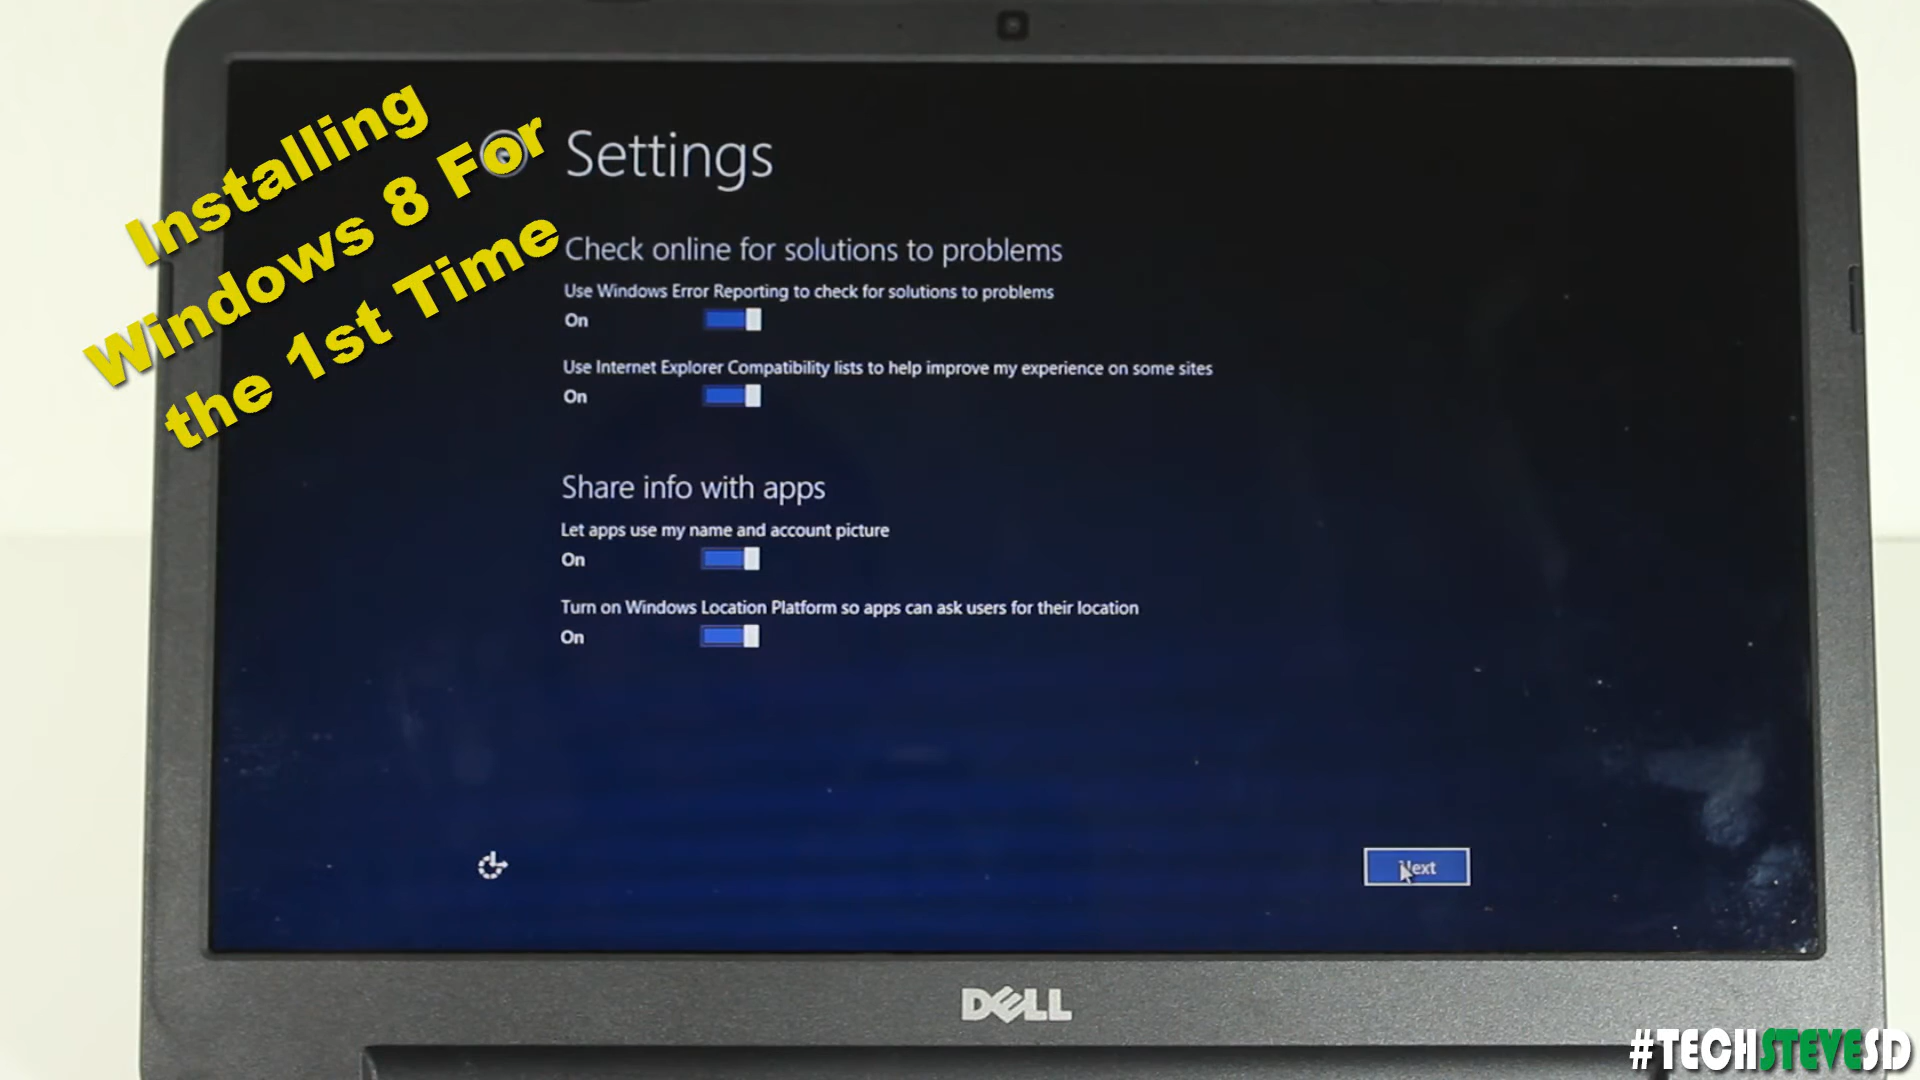 Installing
Windows 8 For
the 1st Time
Settings
Check online for solutions to problems
Use Windows Error Reporting to check for solutions to problems
On
Use Internet Explorer Compatibility lists to help improve my experience on some sites
On
Share info with apps
Let apps use my name and account picture
On
Turn on Windows Location Platform so apps can ask users for their location
On
Next
DELL
#TECHSTEVESD